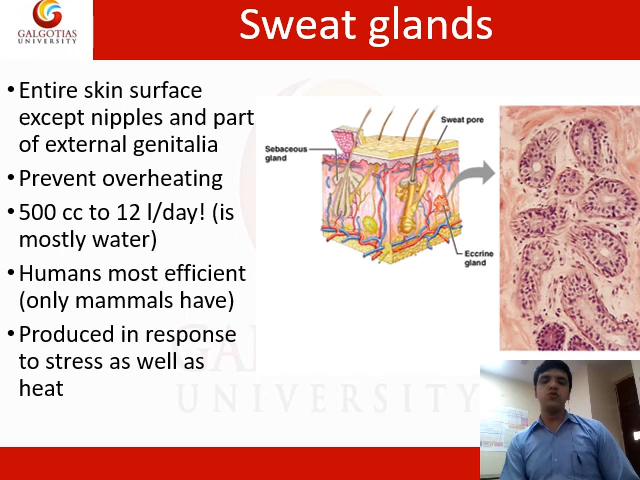 GALGOTIAS
UNIVERSITY
Sweat glands
•Entire skin surface
except nipples and part
of external genitalia
•Prevent overheating
•500 cc to 12 l/day! (is
mostly water)
•Humans most efficient
(only mammals have)
•Produced in response
to stress as well as
heat
Sweat pore
Sebaceous
gland
Eccrine
gland
UNIVERSITY